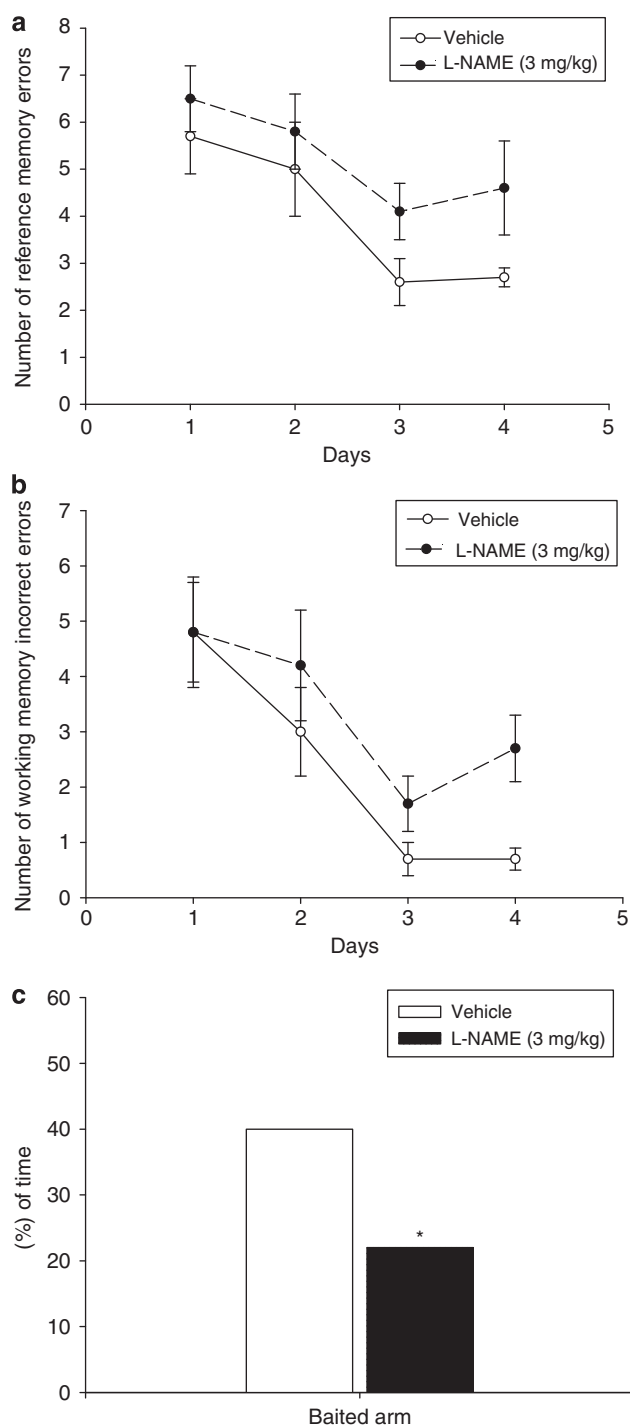 a
Number of reference memory errors
8
7
6
5
4
3
2
1
0
Vehicle
L-NAME (3 mg/kg)
0 1 2 3 4 5
Days
b
Number of working memory incorrect errors
7
6
5
4
3
2
1
0
Vehicle
L-NAME (3 mg/kg)
0 1 2 3 4 5
Days
c
(%) of time
60
50
40
30
20
10
0
Vehicle
L-NAME (3 mg/kg)
*
Baited arm